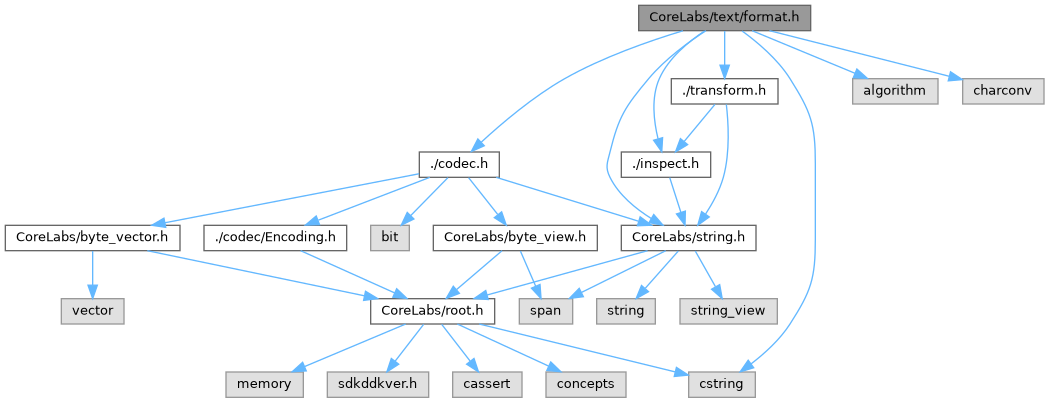 CoreLabs/text/format.h
./transform.h
algorithm
charconv
./codec.h
./inspect.h
CoreLabs/byte_vector.h
./codec/Encoding.h
bit
CoreLabs/byte_view.h
CoreLabs/string.h
vector
CoreLabs/root.h
span
string
string_view
memory
sdkddkver.h
cassert
concepts
cstring